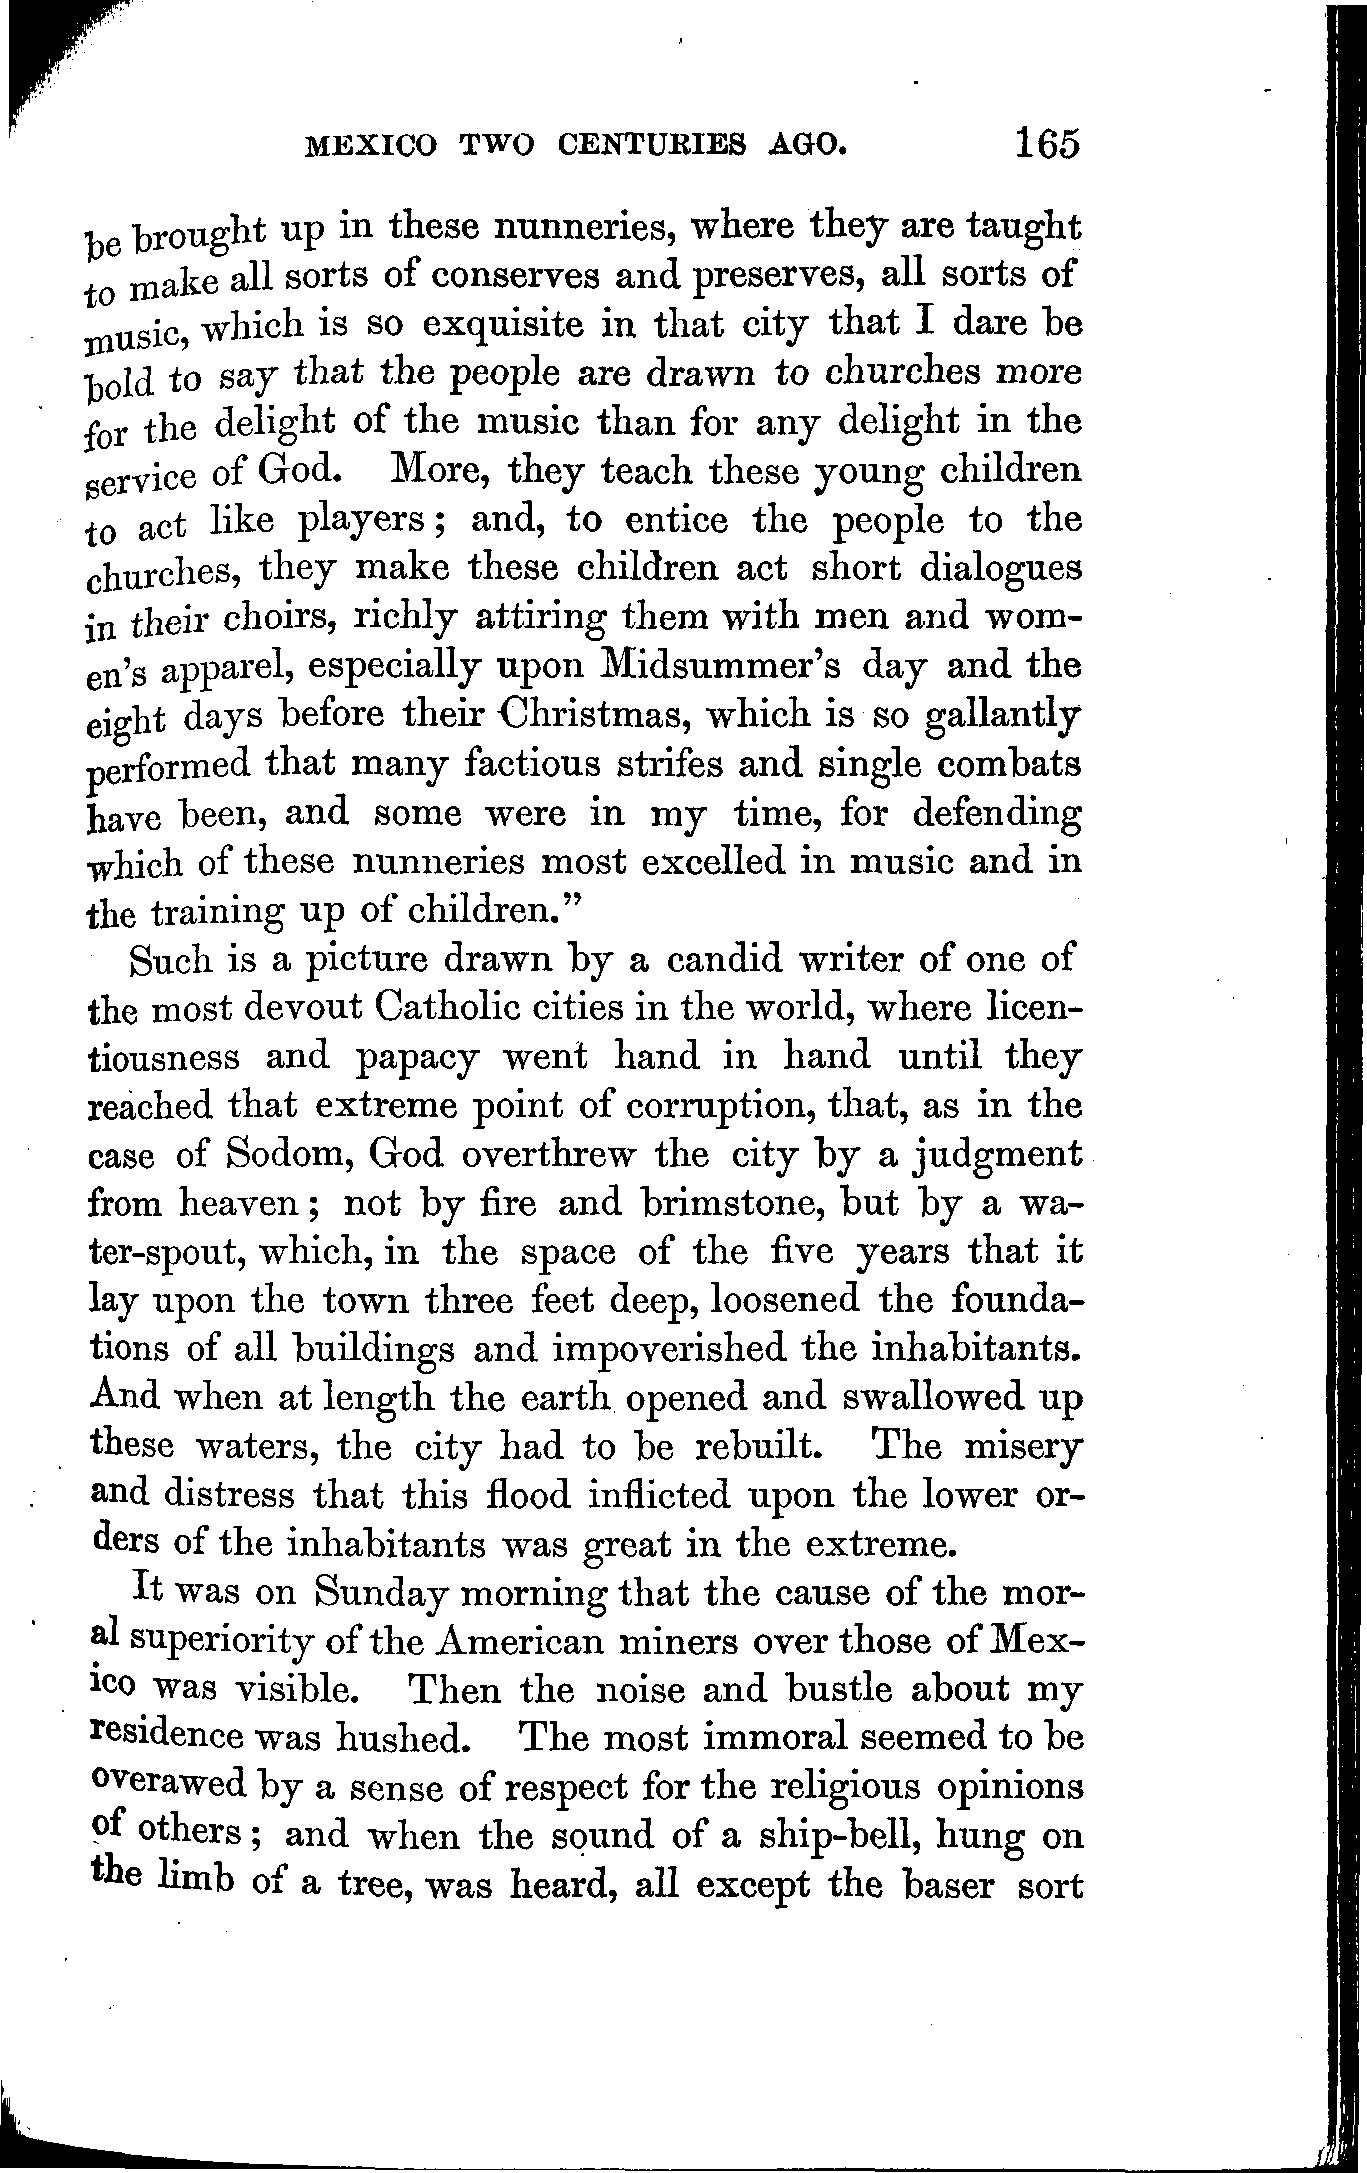 MEXICO TWO CENTURIES AGO. 165
be brought up in these nunneries, where they are taught
to make all sorts of conserves and preserves, all sorts of
music, which is so exquisite in that city that I dare be
bold to say that the people are drawn to churches more
for the delight of the music than for any delight in the
service of God. More, they teach these young children
to act like players; and, to entice the people to the
churches, they make these children act short dialogues
in their choirs, richly attiring them with men and wom-
en's apparel, especially upon Midsummer's day and the
eight days before their Christmas, which is so gallantly
performed that many factious strifes and single combats
have been, and some were in my time, for defending
which of these nunneries most excelled in music and in
the training up of children."
Such is a picture drawn by a candid writer of one of
the most devout Catholic cities in the world, where licen-
tiousness and papacy went hand in hand until they
reached that extreme point of corruption, that, as in the
case of Sodom, God overthrew the city by a judgment
from heaven; not by fire and brimstone, but by a wa-
ter-spout, which, in the space of the five years that it
lay upon the town three feet deep, loosened the founda-
tions of all buildings and impoverished the inhabitants.
And when at length the earth opened and swallowed up
these waters, the city had to be rebuilt. The misery
and distress that this flood inflicted upon the lower or-
ders of the inhabitants was great in the extreme.
It was on Sunday morning that the cause of the mor-
al superiority of the American miners over those of Mex-
ico was visible. Then the noise and bustle about my
residence was hushed. The most immoral seemed to be
overawed by a sense of respect for the religious opinions
of others; and when the sound of a ship-bell, hung on
the limb of a tree, was heard, all except the baser sort